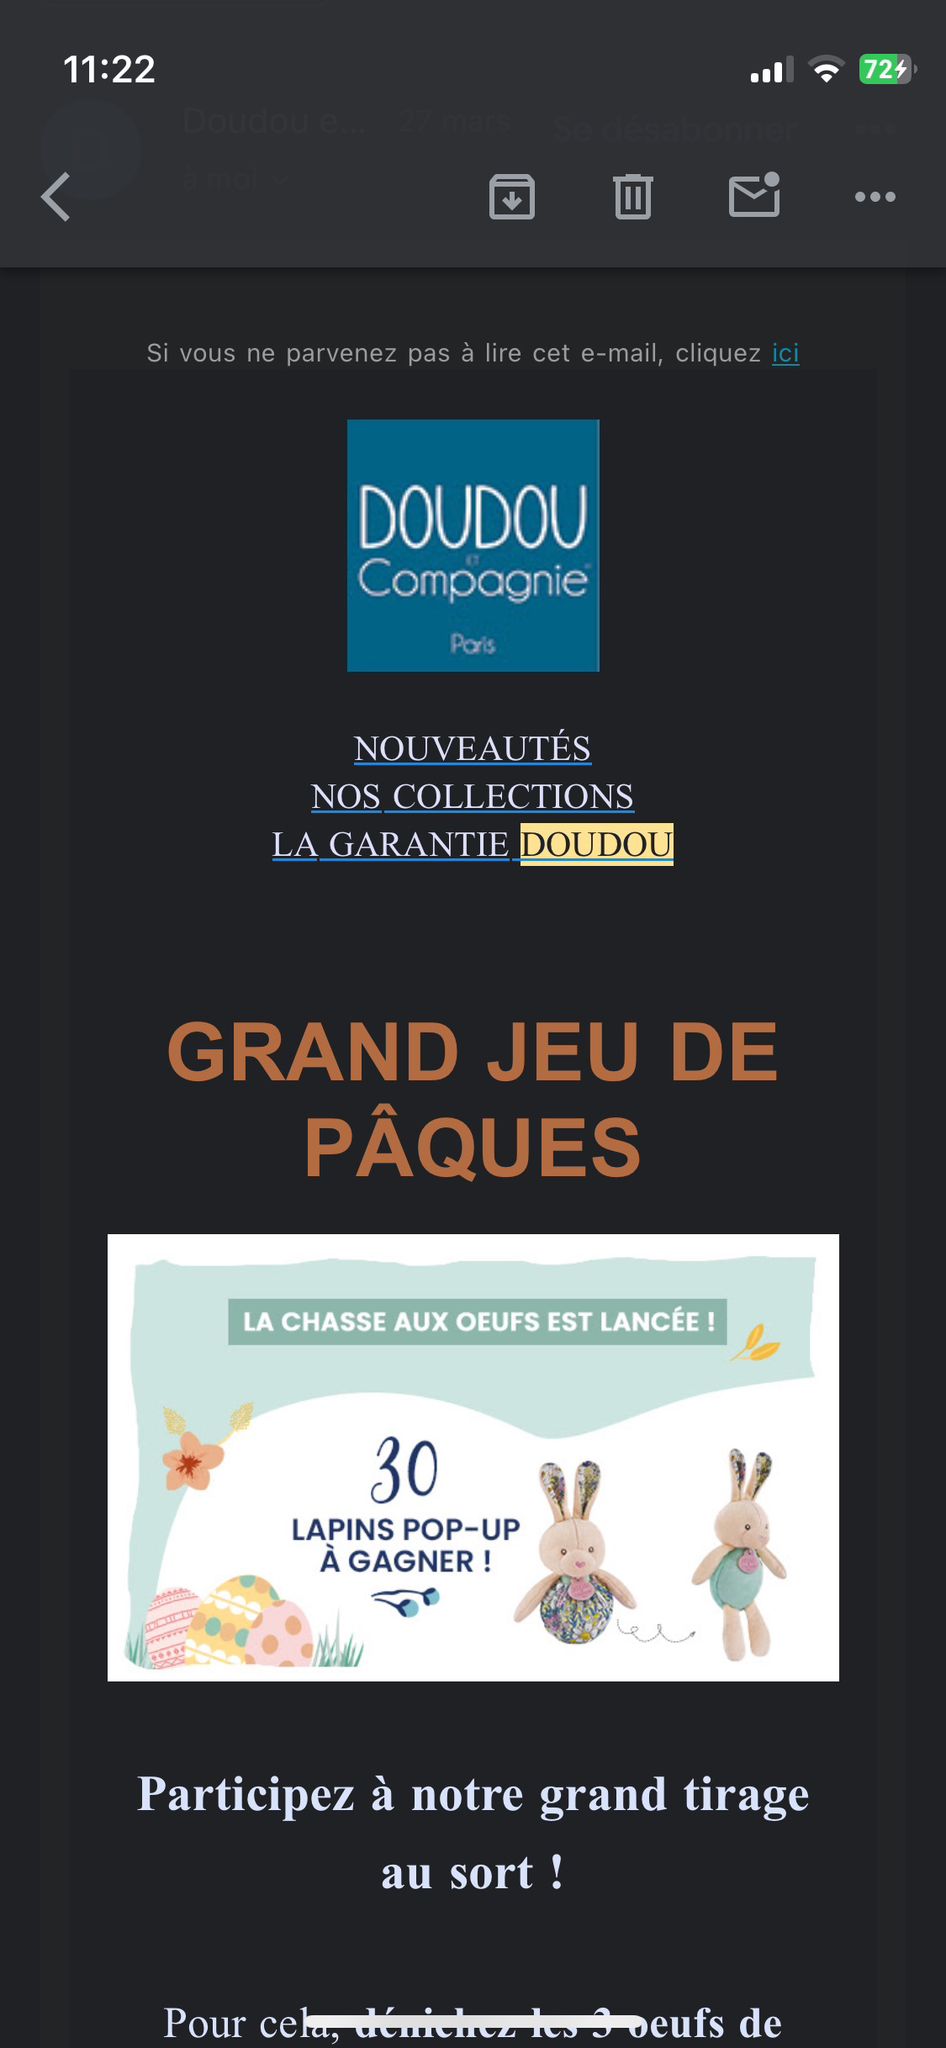 11:22
72
Doudou e... 27 mars Se désabonner
à moi
Si vous ne parvenez pas à lire cet e-mail, cliquez ici
DOUDOU
ET
Compagnie
Paris
NOUVEAUTÉS
NOS COLLECTIONS
LA GARANTIE DOUDOU
GRAND JEU DE
PÂQUES
LA CHASSE AUX OEUFS EST LANCÉE !
30
LAPINS POP-UP
À GAGNER !
Participez à notre grand tirage
au sort !
Pour cela, dénichez les 3 oeufs de